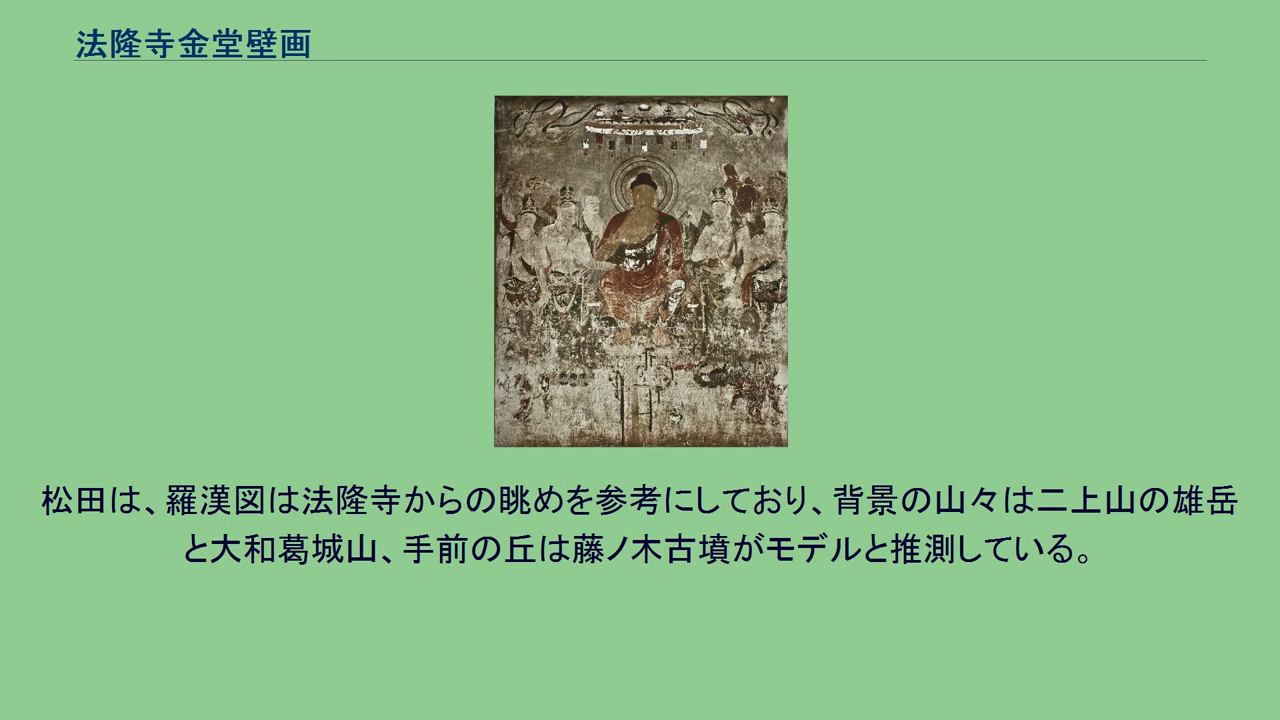 法隆寺金堂壁画
松田は、羅漢図は法隆寺からの眺めを参考にしており、背景の山々は二上山の雄岳
と大和葛城山、手前の丘は藤ノ木古墳がモデルと推測している。